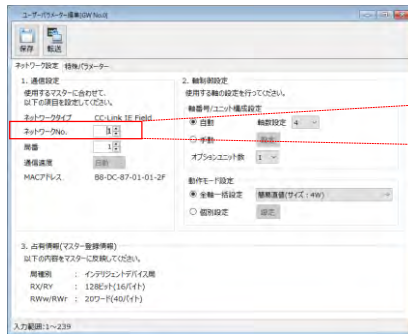 ユーザパラメーター編集(GW No.0)
保存 転送
ネットワーク設定 特殊パラメーター
1. 通信設定
使用するマスターに合わせて、
以下の項目を設定してください。
ネットワークタイプ CC-Link IE Field
ネットワークNo. 1
局番 1
通信速度 自動
MACアドレス B8-DC-87-01-01-2F
2. 軸制御設定
使用する軸の設定を行ってください。
軸番号/ユニット構成設定
自動 軸数設定 4
手動 設定
オプションユニット数 1
動作モード設定
全軸一括設定 簡易直値(サイズ:4W)
個別設定 設定
3. 占有情報(マスター登録情報)
以下の内容をマスターに反映してください。
局種別 : インテリジェントデバイス局
RX/RY : 128ビット(16バイト)
RWw/RWr : 20ワード(40バイト)
入力範囲:1~239